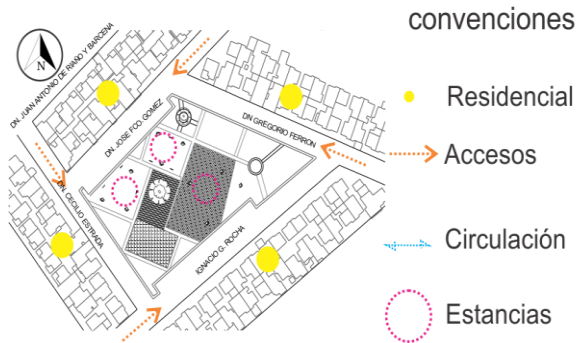 convenciones
N
DN. JUAN ANTONIO DE RIAÑO Y BARCENA
DN. JOSE FCO. GOMEZ
DN GREGORIO FERRON
DN. CECILIO ESTRADA
IGNACIO G. ROCHA
Residencial
Accesos
Circulación
Estancias